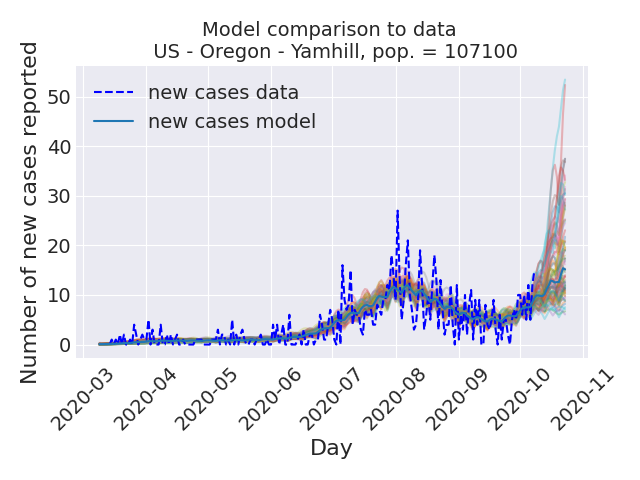 Model comparison to data
US - Oregon - Yamhill, pop. = 107100
Number of new cases reported
50
40
30
20
10
0
new cases data
new cases model
2020-03
2020-04
2020-05
2020-06
2020-07
2020-08
2020-09
2020-10
2020-11
Day